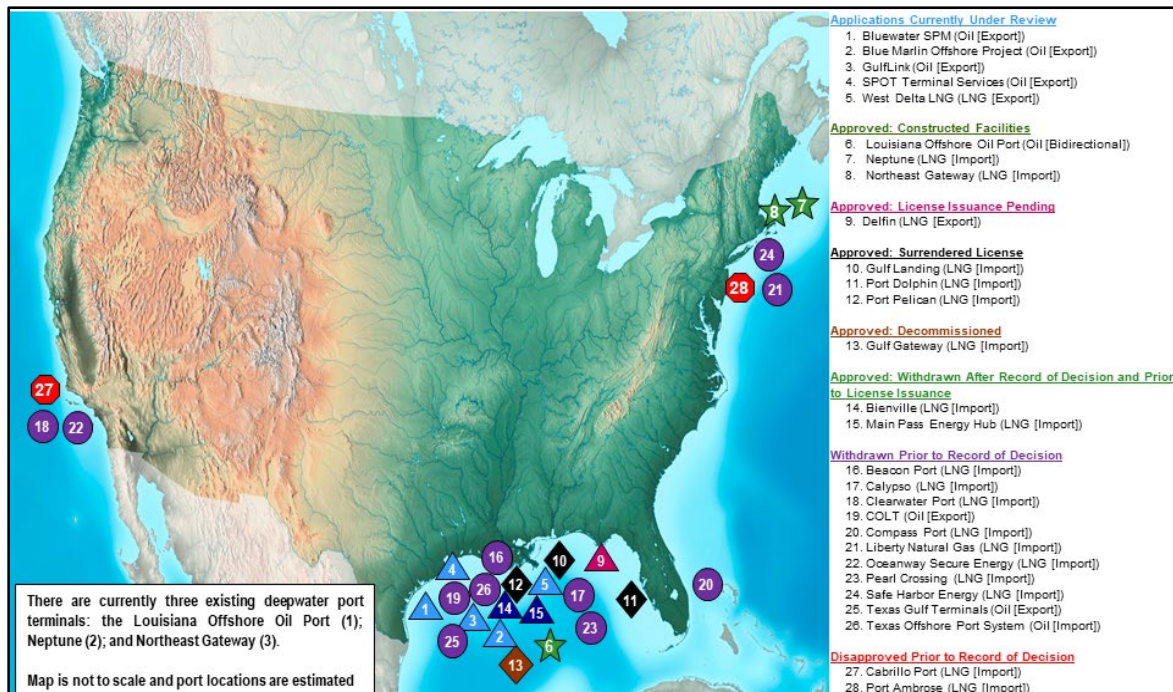 Applications Currently Under Review
1. Bluewater SPM (Oil [Export])
2. Blue Marlin Offshore Project (Oil [Export])
3. GulfLink (Oil [Export])
4. SPOT Terminal Services (Oil [Export])
5. West Delta LNG (LNG [Export])
Approved: Constructed Facilities
6. Louisiana Offshore Oil Port (Oil [Bidirectional])
7. Neptune (LNG [Import])
8. Northeast Gateway (LNG [Import])
Approved: License Issuance Pending
9. Delfin (LNG [Export])
Approved: Surrendered License
10. Gulf Landing (LNG [Import])
11. Port Dolphin (LNG [Import])
12. Port Pelican (LNG [Import])
Approved: Decommissioned
13. Gulf Gateway (LNG [Import])
Approved: Withdrawn After Record of Decision and Prior
to License Issuance
14. Bienville (LNG [Import])
15. Main Pass Energy Hub (LNG [Import])
Withdrawn Prior to Record of Decision
16. Beacon Port (LNG [Import])
17. Calypso (LNG [Import])
18. Clearwater Port (LNG [Import])
19. COLT (Oil [Export])
20. Compass Port (LNG [Import])
21. Liberty Natural Gas (LNG [Import])
22. Oceanway Secure Energy (LNG [Import])
23. Pearl Crossing (LNG [Import])
24. Safe Harbor Energy (LNG [Import])
25. Texas Gulf Terminals (Oil [Export])
26. Texas Offshore Port System (Oil [Import])
Disapproved Prior to Record of Decision
27. Cabrillo Port (LNG [Import])
28. Port Ambrose (LNG [Import])
8
7
24
28
21
27
18
22
16
10
9
4
12
5
19
26
17
20
1
14
15
11
3
23
25
2
6
13
There are currently three existing deepwater port
terminals: the Louisiana Offshore Oil Port (1);
Neptune (2); and Northeast Gateway (3).
Map is not to scale and port locations are estimated